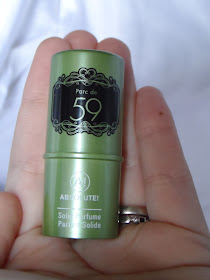 Parc de
59
ABSOLUTE!
Solid Perfume
Parfum Solide